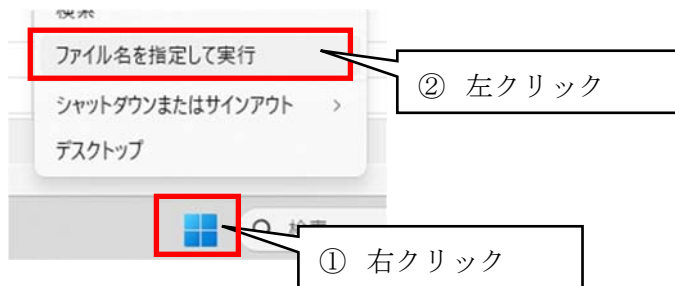 ファイル名を指定して実行
② 左クリック
シャットダウンまたはサインアウト >
デスクトップ
① 右クリック